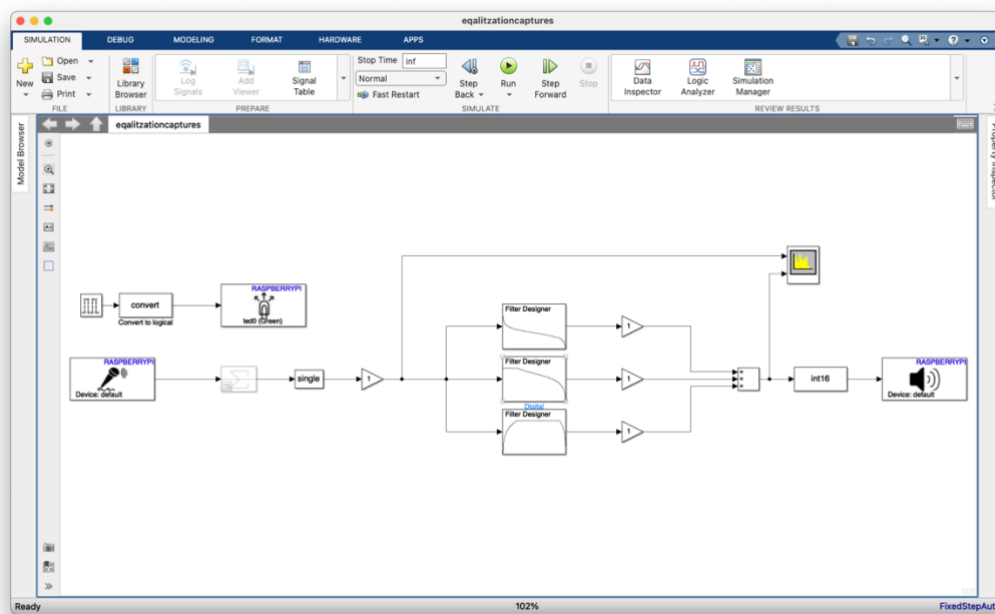 eqalitzationcaptures
SIMULATION DEBUG MODELING FORMAT HARDWARE APPS
New
Open
Save
Print
FILE
Library Browser
LIBRARY
Log Signals
Add Viewer
Signal Table
PREPARE
Stop Time inf
Normal
Fast Restart
Step Back
Run
Step Forward
Stop
SIMULATE
Data Inspector
Logic Analyzer
Simulation Manager
REVIEW RESULTS
Model Browser
eqalitzationcaptures
Property Inspector
convert
Convert to logical
RASPBERRYPI
led0 (Green)
RASPBERRYPI
Device: default
single
1
Filter Designer
1
Filter Designer
1
Digital
Filter Designer
1
int16
RASPBERRYPI
Device: default
Ready
102%
FixedStepAut